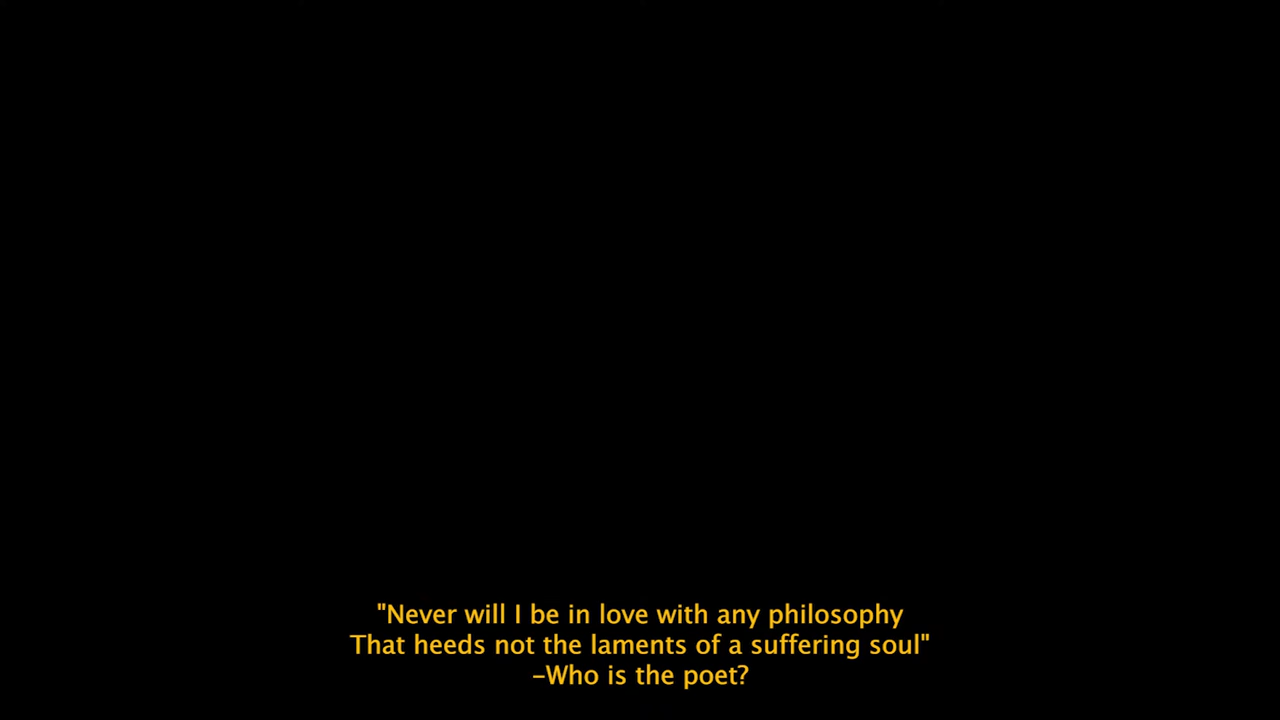 "Never will I be in love with any philosophy
That heeds not the laments of a suffering soul"
-Who is the poet?